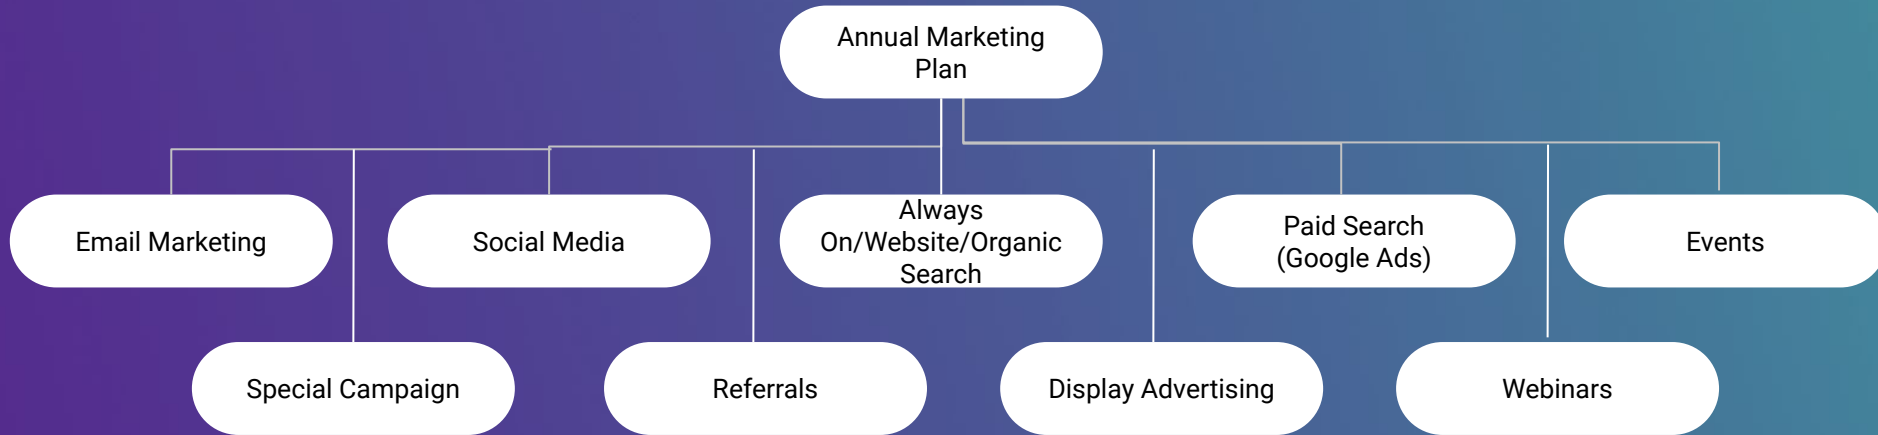 Annual Marketing
Plan
Email Marketing
Social Media
Always
On/Website/Organic
Search
Paid Search
(Google Ads)
Events
Special Campaign
Referrals
Display Advertising
Webinars